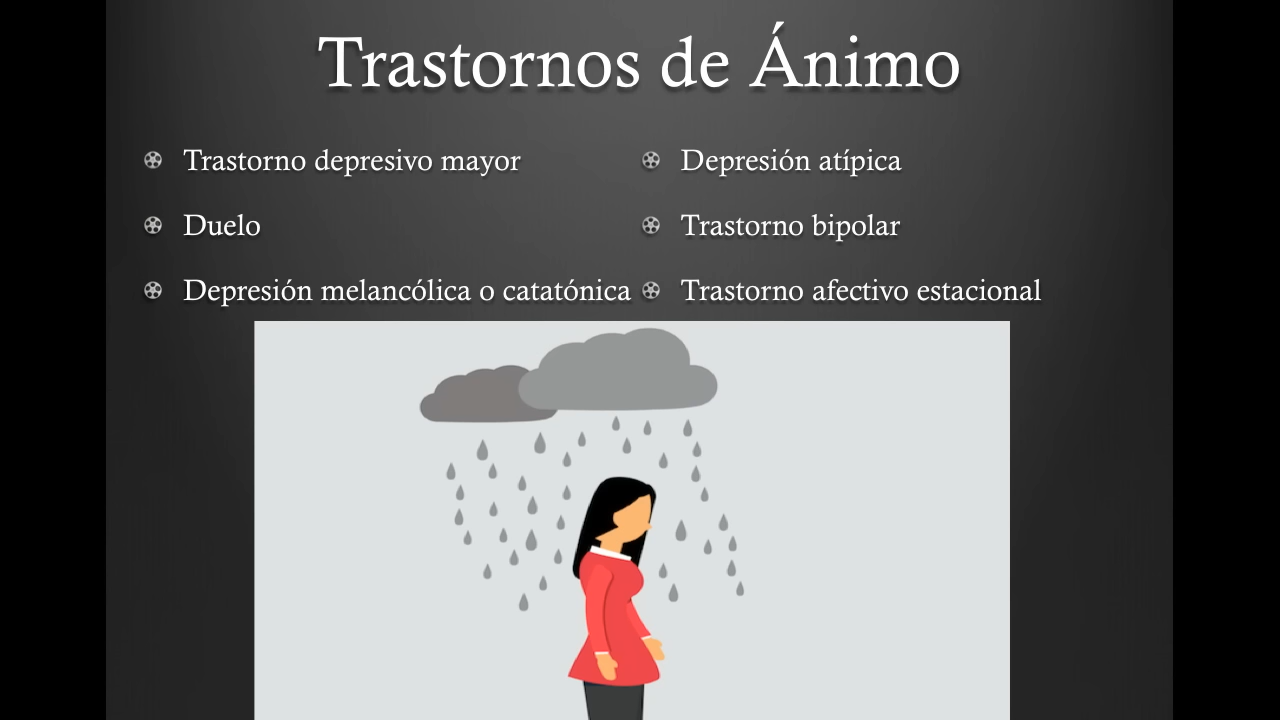 Trastornos de Ánimo
Trastorno depresivo mayor
Duelo
Depresión melancólica o catatónica
Depresión atípica
Trastorno bipolar
Trastorno afectivo estacional